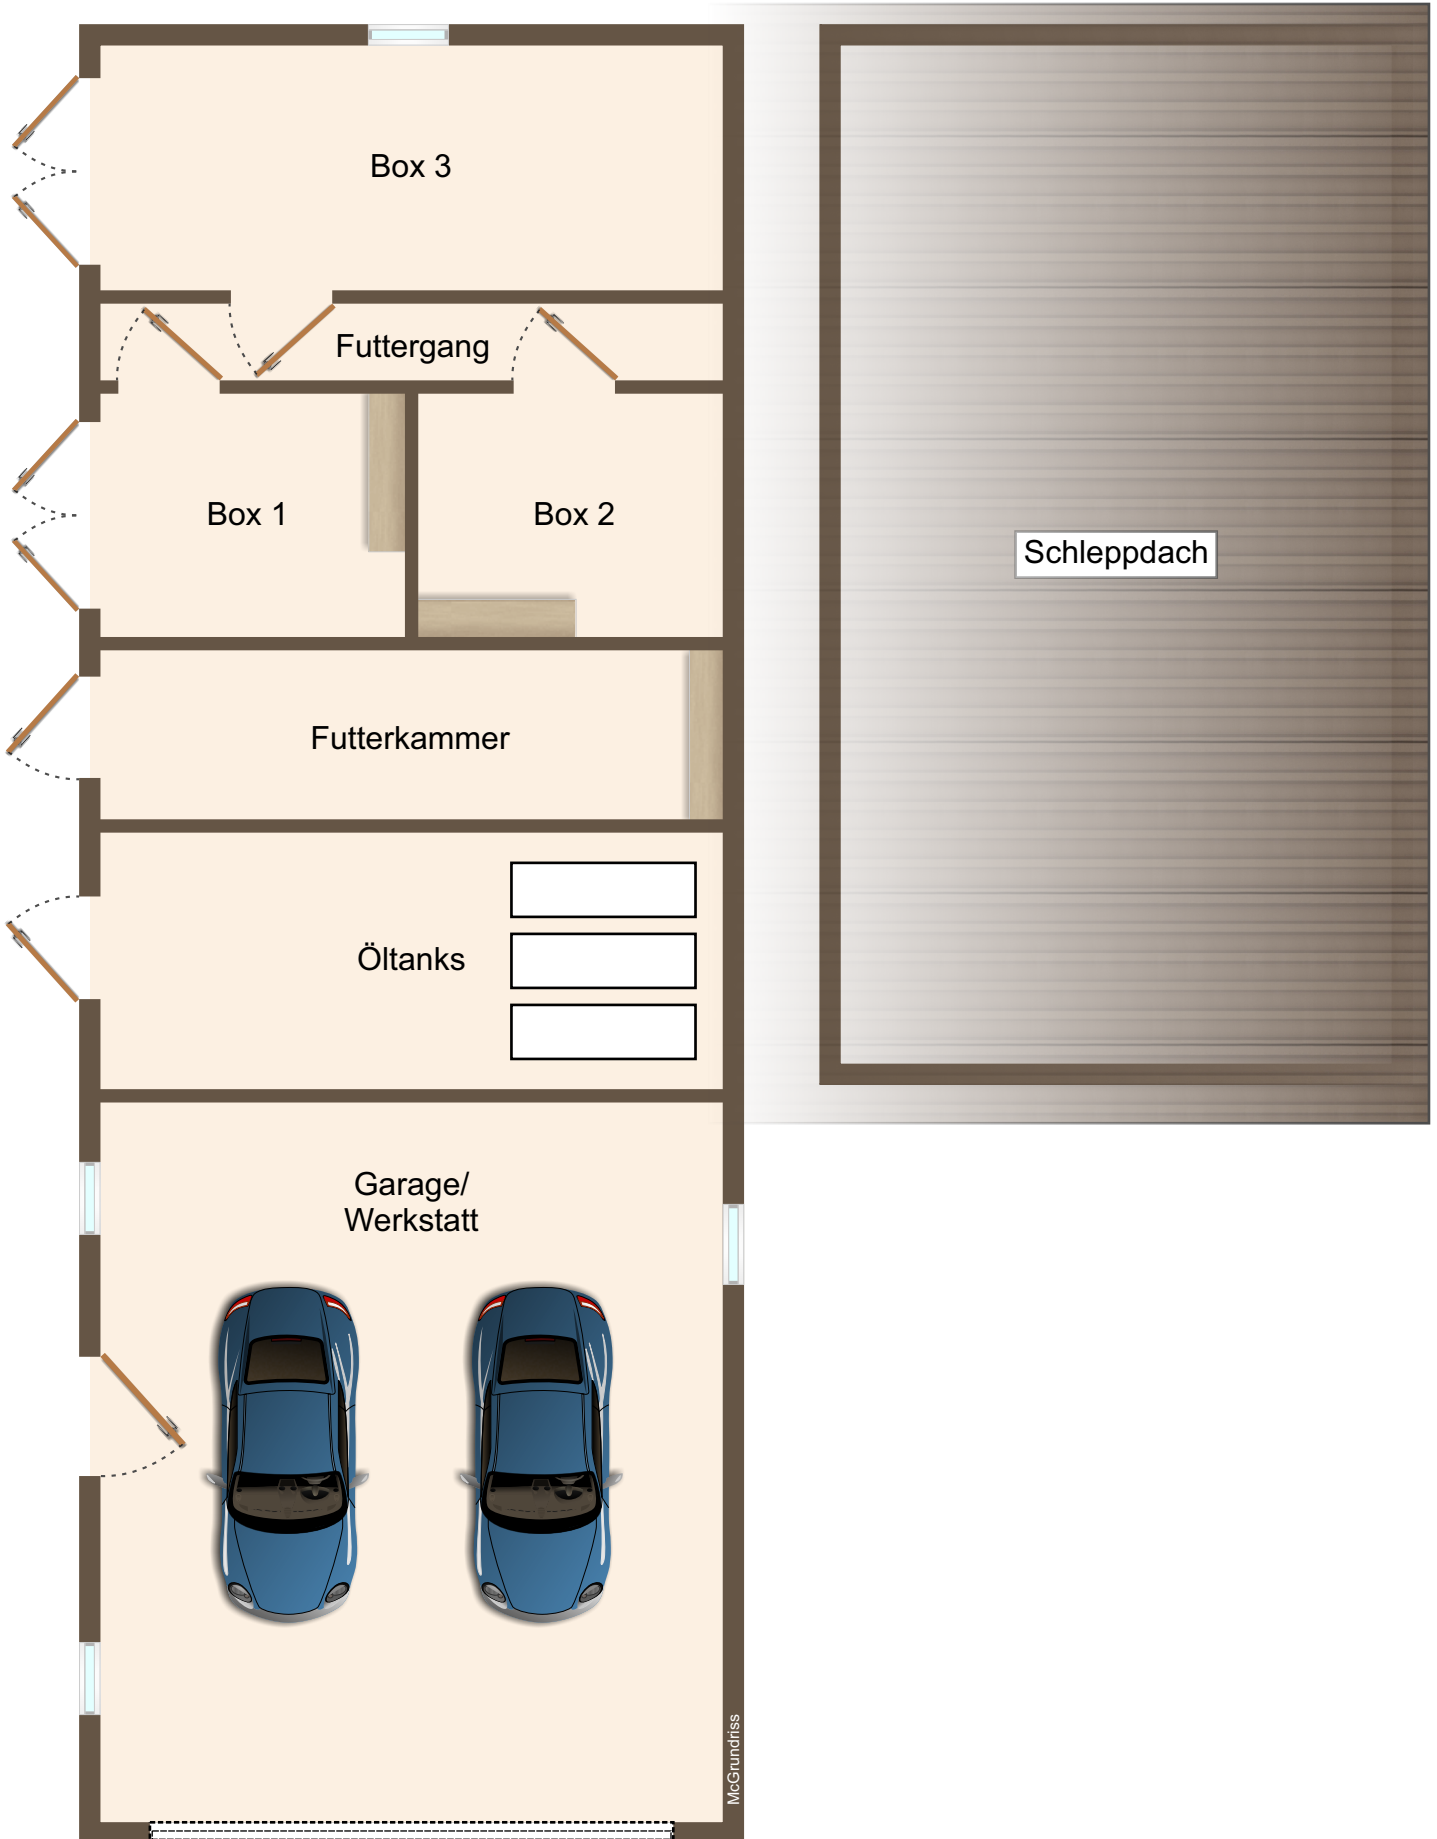 Box 3
Futtergang
Box 1
Box 2
Schleppdach
Futterkammer
Öltanks
Garage/
Werkstatt
McGrundriss